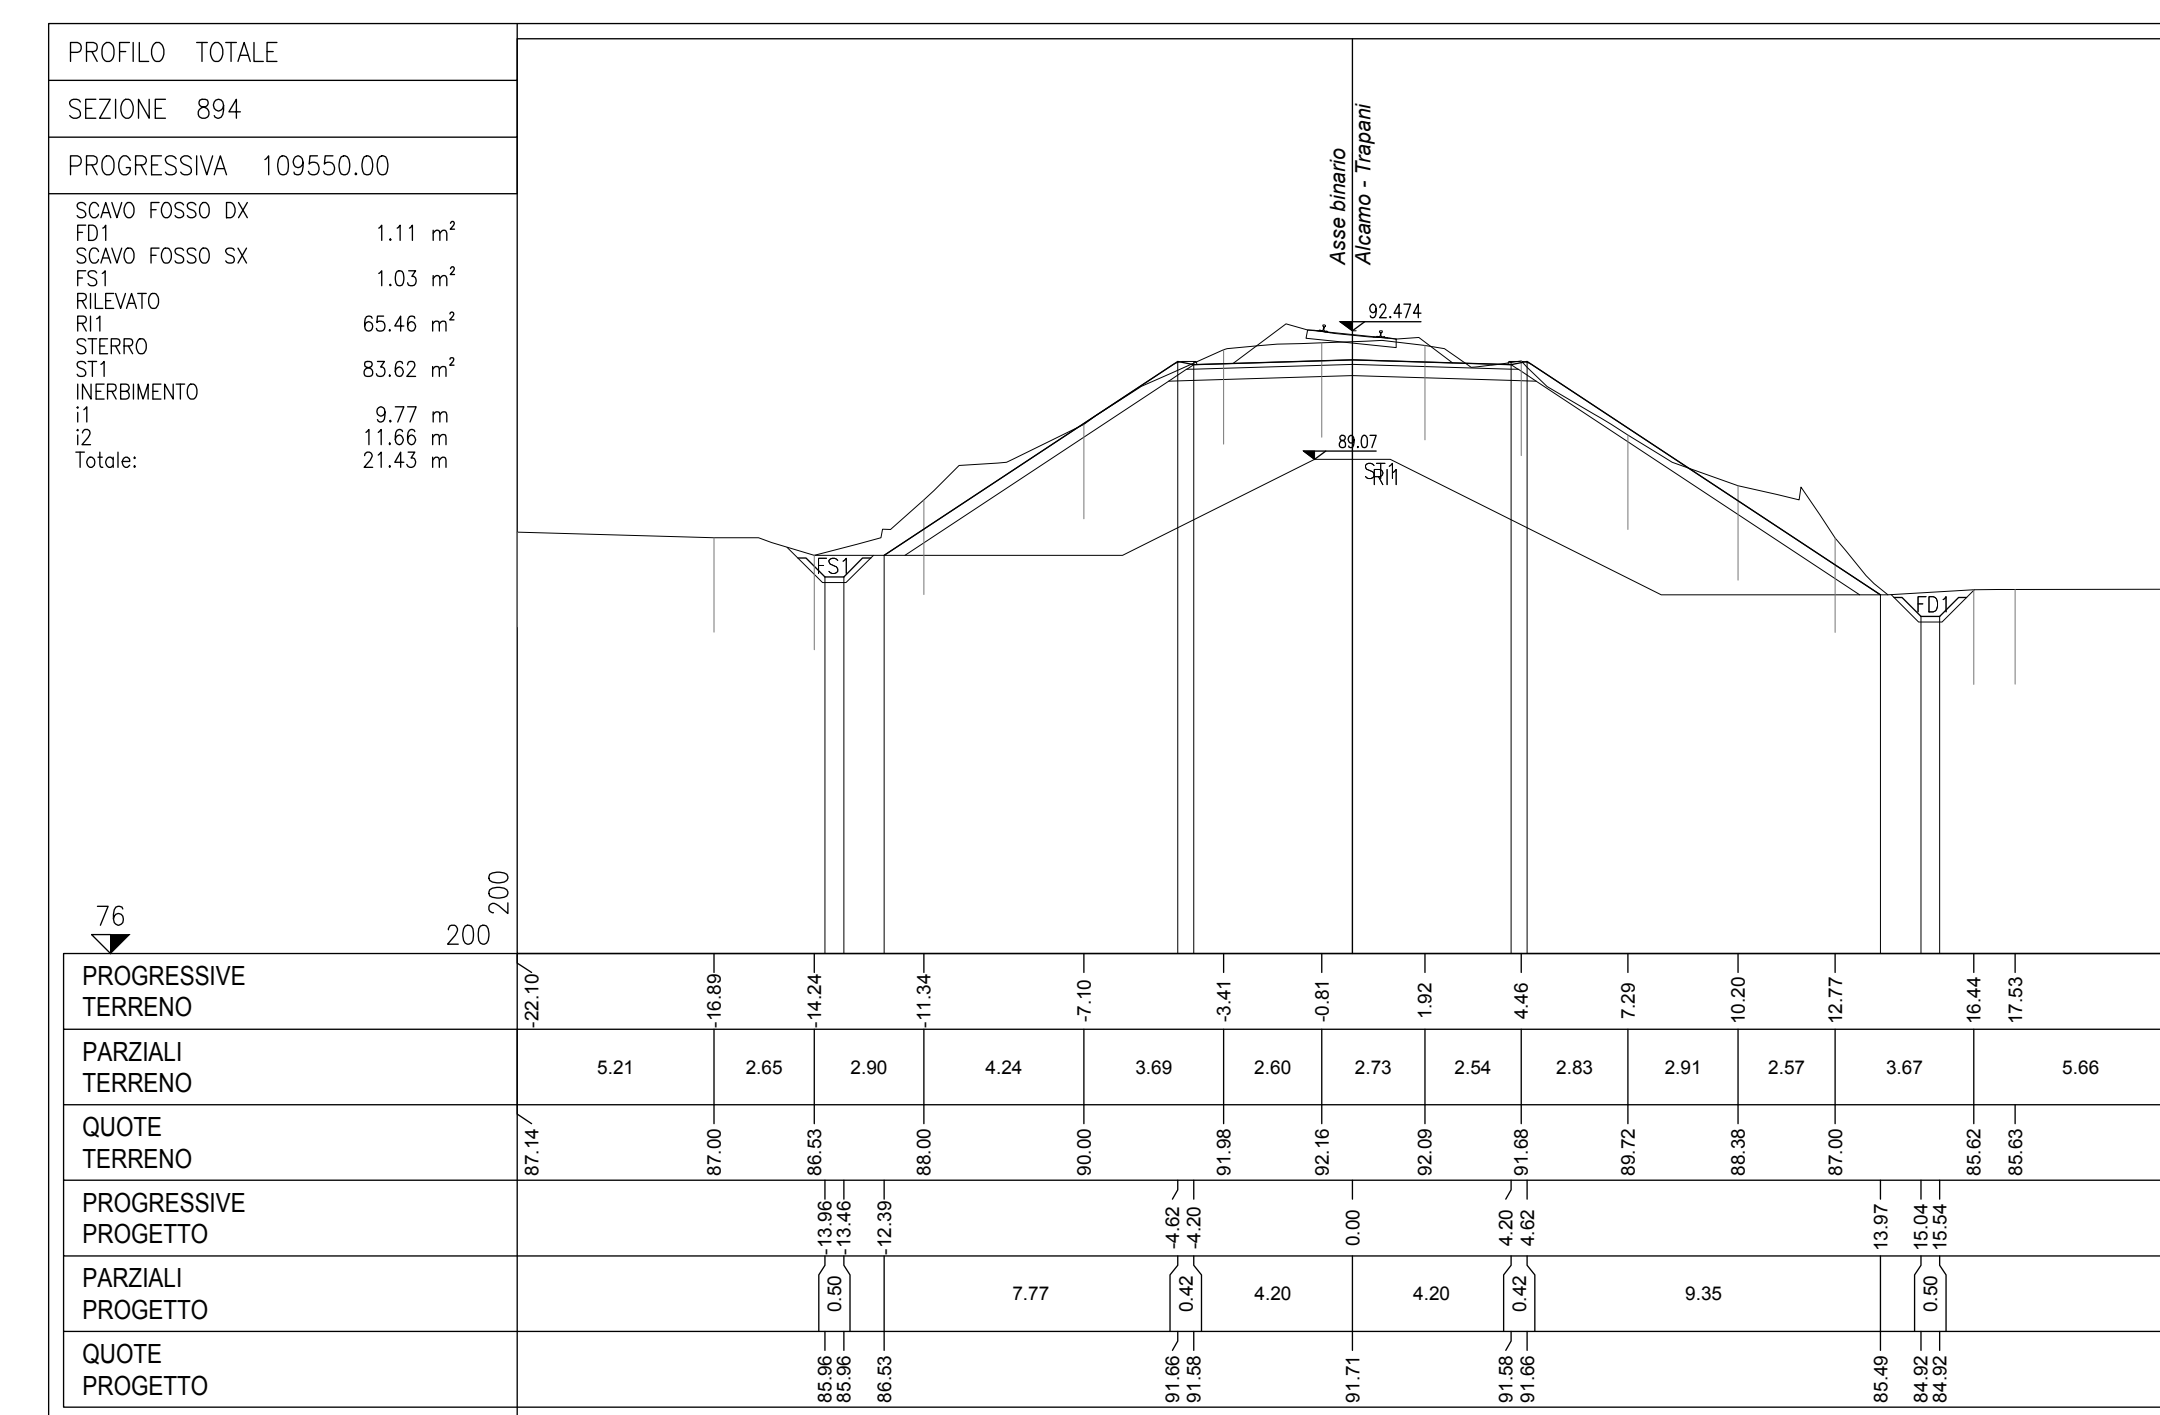 PROFILO TOTALE
SEZIONE 894
PROGRESSIVA 109550.00
SCAVO FOSSO DX
FD1 1.11 m²
SCAVO FOSSO SX
FS1 1.03 m²
RILEVATO
RI1 65.46 m²
STERRO
ST1 83.62 m²
INERBIMENTO
i1 9.77 m
i2 11.66 m
Totale: 21.43 m
Asse binario
Alcamo - Trapani
92.474
89.07
ST1
RI1
FS1
FD1
76
200
200
PROGRESSIVE
TERRENO
-22.10 -16.89 -14.24 -11.34 -7.10 -3.41 -0.81 1.92 4.46 7.29 10.20 12.77 16.44 17.53
PARZIALI
TERRENO
5.21 2.65 2.90 4.24 3.69 2.60 2.73 2.54 2.83 2.91 2.57 3.67 5.66
QUOTE
TERRENO
87.14 87.00 86.53 88.00 90.00 91.98 92.16 92.09 91.68 89.72 88.38 87.00 85.62 85.63
PROGRESSIVE
PROGETTO
-13.96 -13.46 -12.39 -4.62 -4.20 0.00 4.20 4.62 13.97 15.04 15.54
PARZIALI
PROGETTO
0.50 7.77 0.42 4.20 4.20 0.42 9.35 0.50
QUOTE
PROGETTO
85.96 85.96 86.53 91.66 91.58 91.71 91.58 91.66 85.49 84.92 84.92